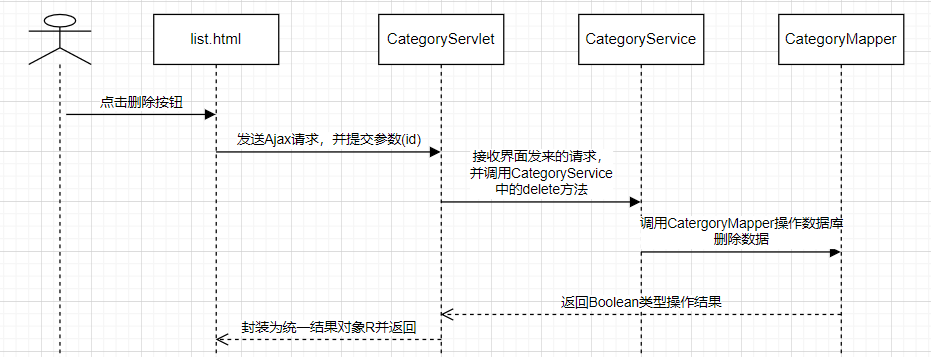 list.html
CategoryServlet
CategoryService
CategoryMapper
点击删除按钮
发送Ajax请求，并提交参数(id)
接收界面发来的请求，
并调用CategoryService
中的delete方法
调用CatergoryMapper操作数据库
删除数据
返回Boolean类型操作结果
封装为统一结果对象R并返回